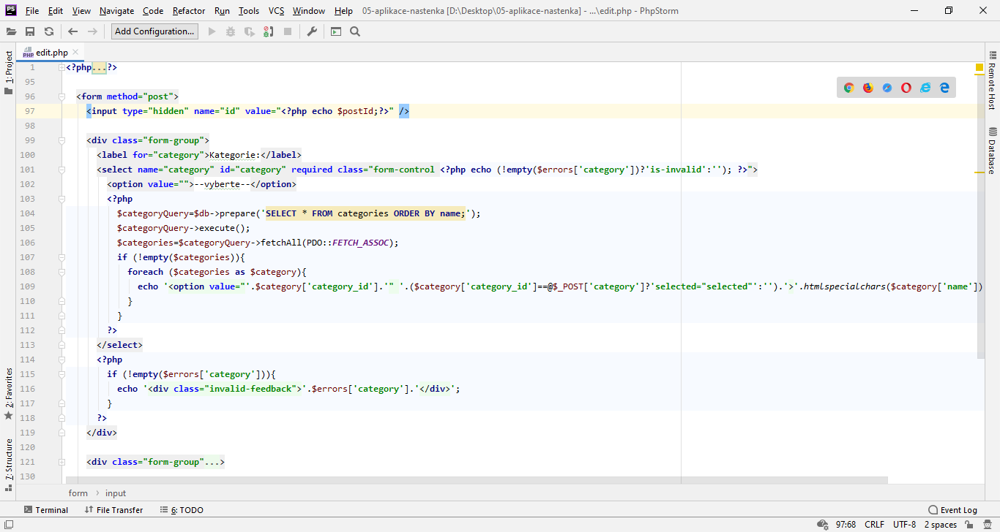 PS File Edit View Navigate Code Refactor Run Tools VCS Window Help 05-aplikace-nastenka [D:\Desktop\05-aplikace-nastenka] - ...\edit.php - PhpStorm
Add Configuration...
1: Project
PHP edit.php
1 <?php...?>
95
96 <form method="post">
97 <input type="hidden" name="id" value="<?php echo $postId;?>" />
98
99 <div class="form-group">
100 <label for="category">Kategorie:</label>
101 <select name="category" id="category" required class="form-control <?php echo (!empty($errors['category'])?'is-invalid':''); ?>">
102 <option value="">--vyberte--</option>
103 <?php
104 $categoryQuery=$db->prepare('SELECT * FROM categories ORDER BY name;');
105 $categoryQuery->execute();
106 $categories=$categoryQuery->fetchAll(PDO::FETCH_ASSOC);
107 if (!empty($categories)){
108 foreach ($categories as $category){
109 echo '<option value="'.$category['category_id'].'" '.($category['category_id']==@$_POST['category']?'selected="selected"':'').'>'.htmlspecialchars($category['name'])
110 }
111 }
112 ?>
113 </select>
114 <?php
115 if (!empty($errors['category'])){
116 echo '<div class="invalid-feedback">'.$errors['category'].'</div>';
117 }
118 ?>
119 </div>
120
121 <div class="form-group"...>
130
Remote Host
Database
2: Favorites
7: Structure
form › input
Terminal File Transfer 6: TODO Event Log
97:68 CRLF UTF-8 2 spaces